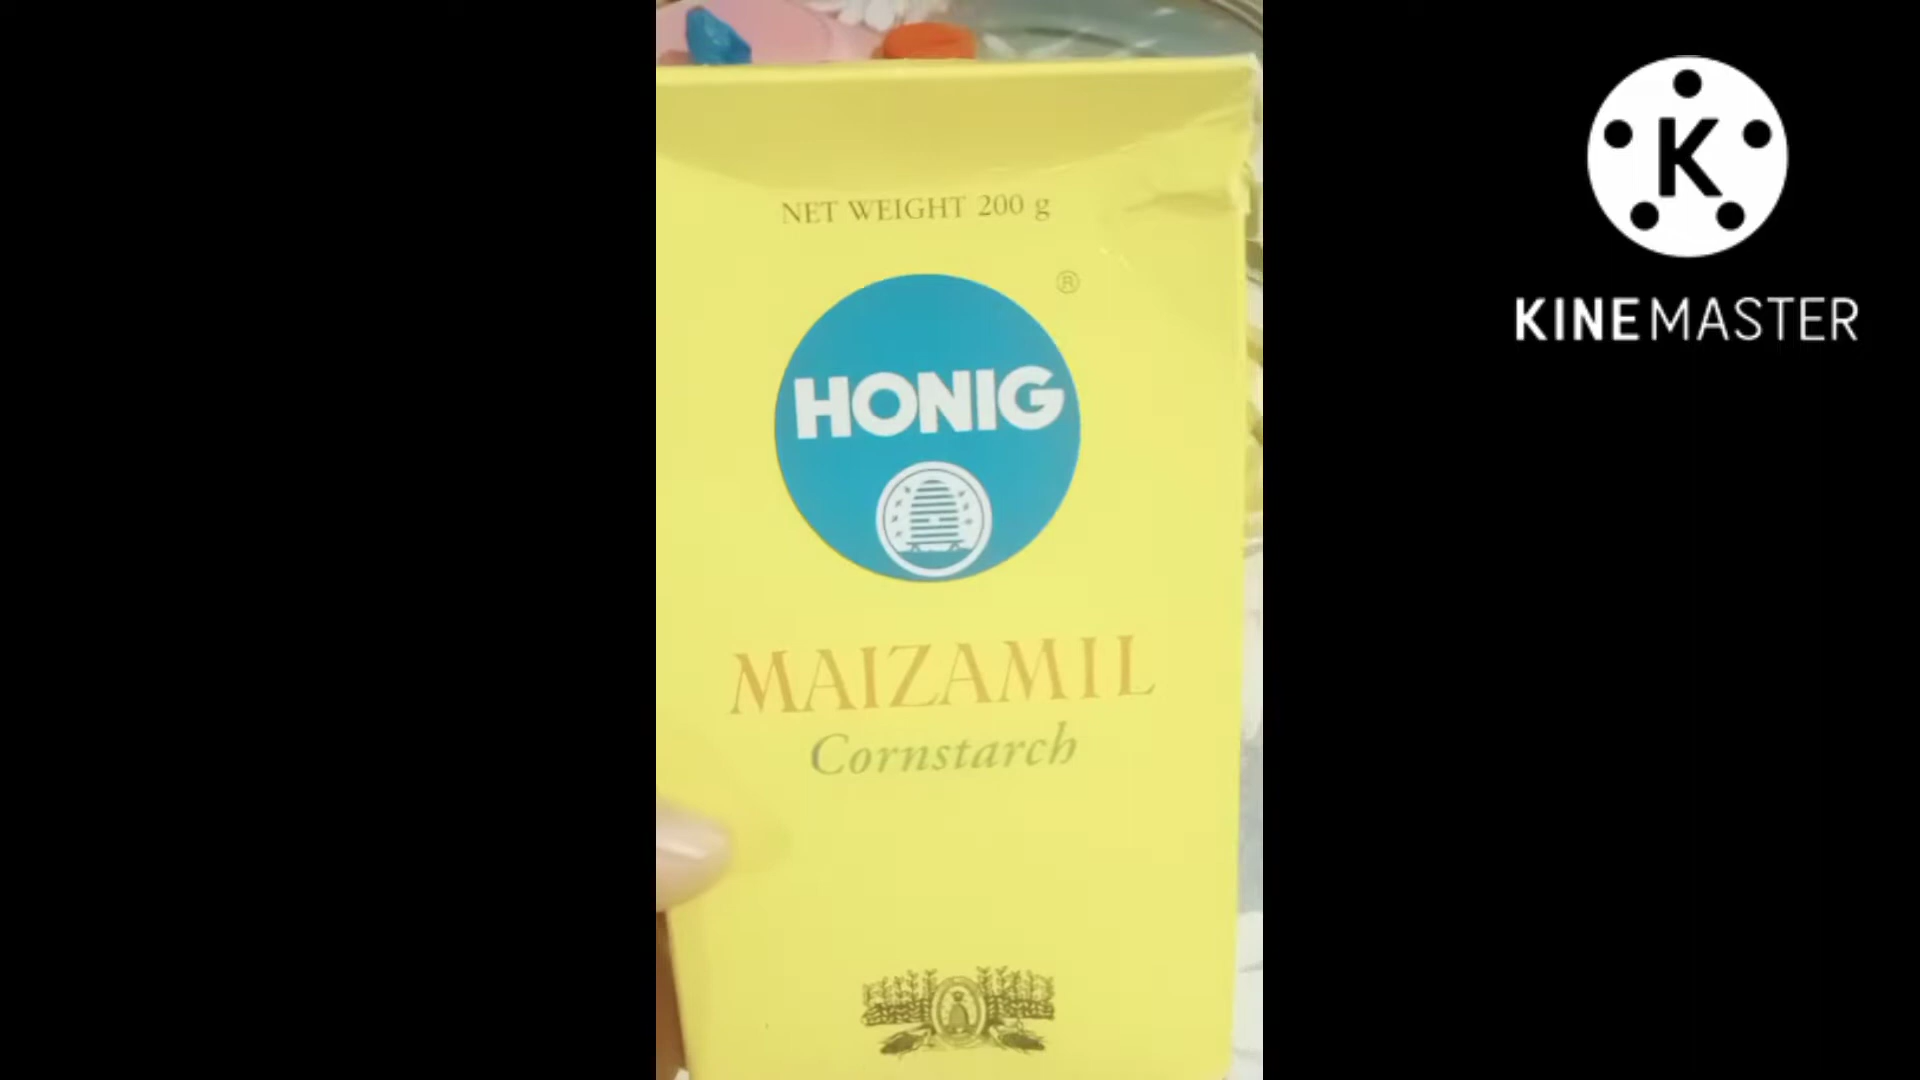 NET WEIGHT 200 g
®
HONIG
MAIZAMIL
Cornstarch
K
KINEMASTER